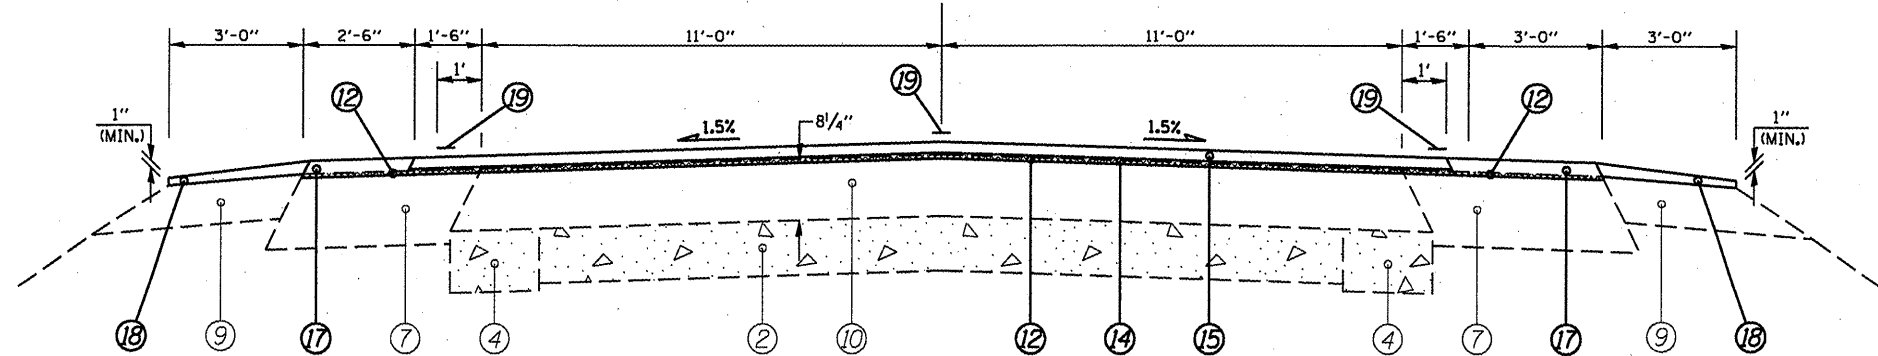 3'-0" 2'-6" 1'-6" 11'-0" 11'-0" 1'-6" 3'-0" 3'-0"
1' 1'
12 19 19 19 12
1" (MIN.) 1.5% 8¼" 1.5% 1" (MIN.)
18 9 17 7 4 2 10 12 14 15 4 7 17 9 18